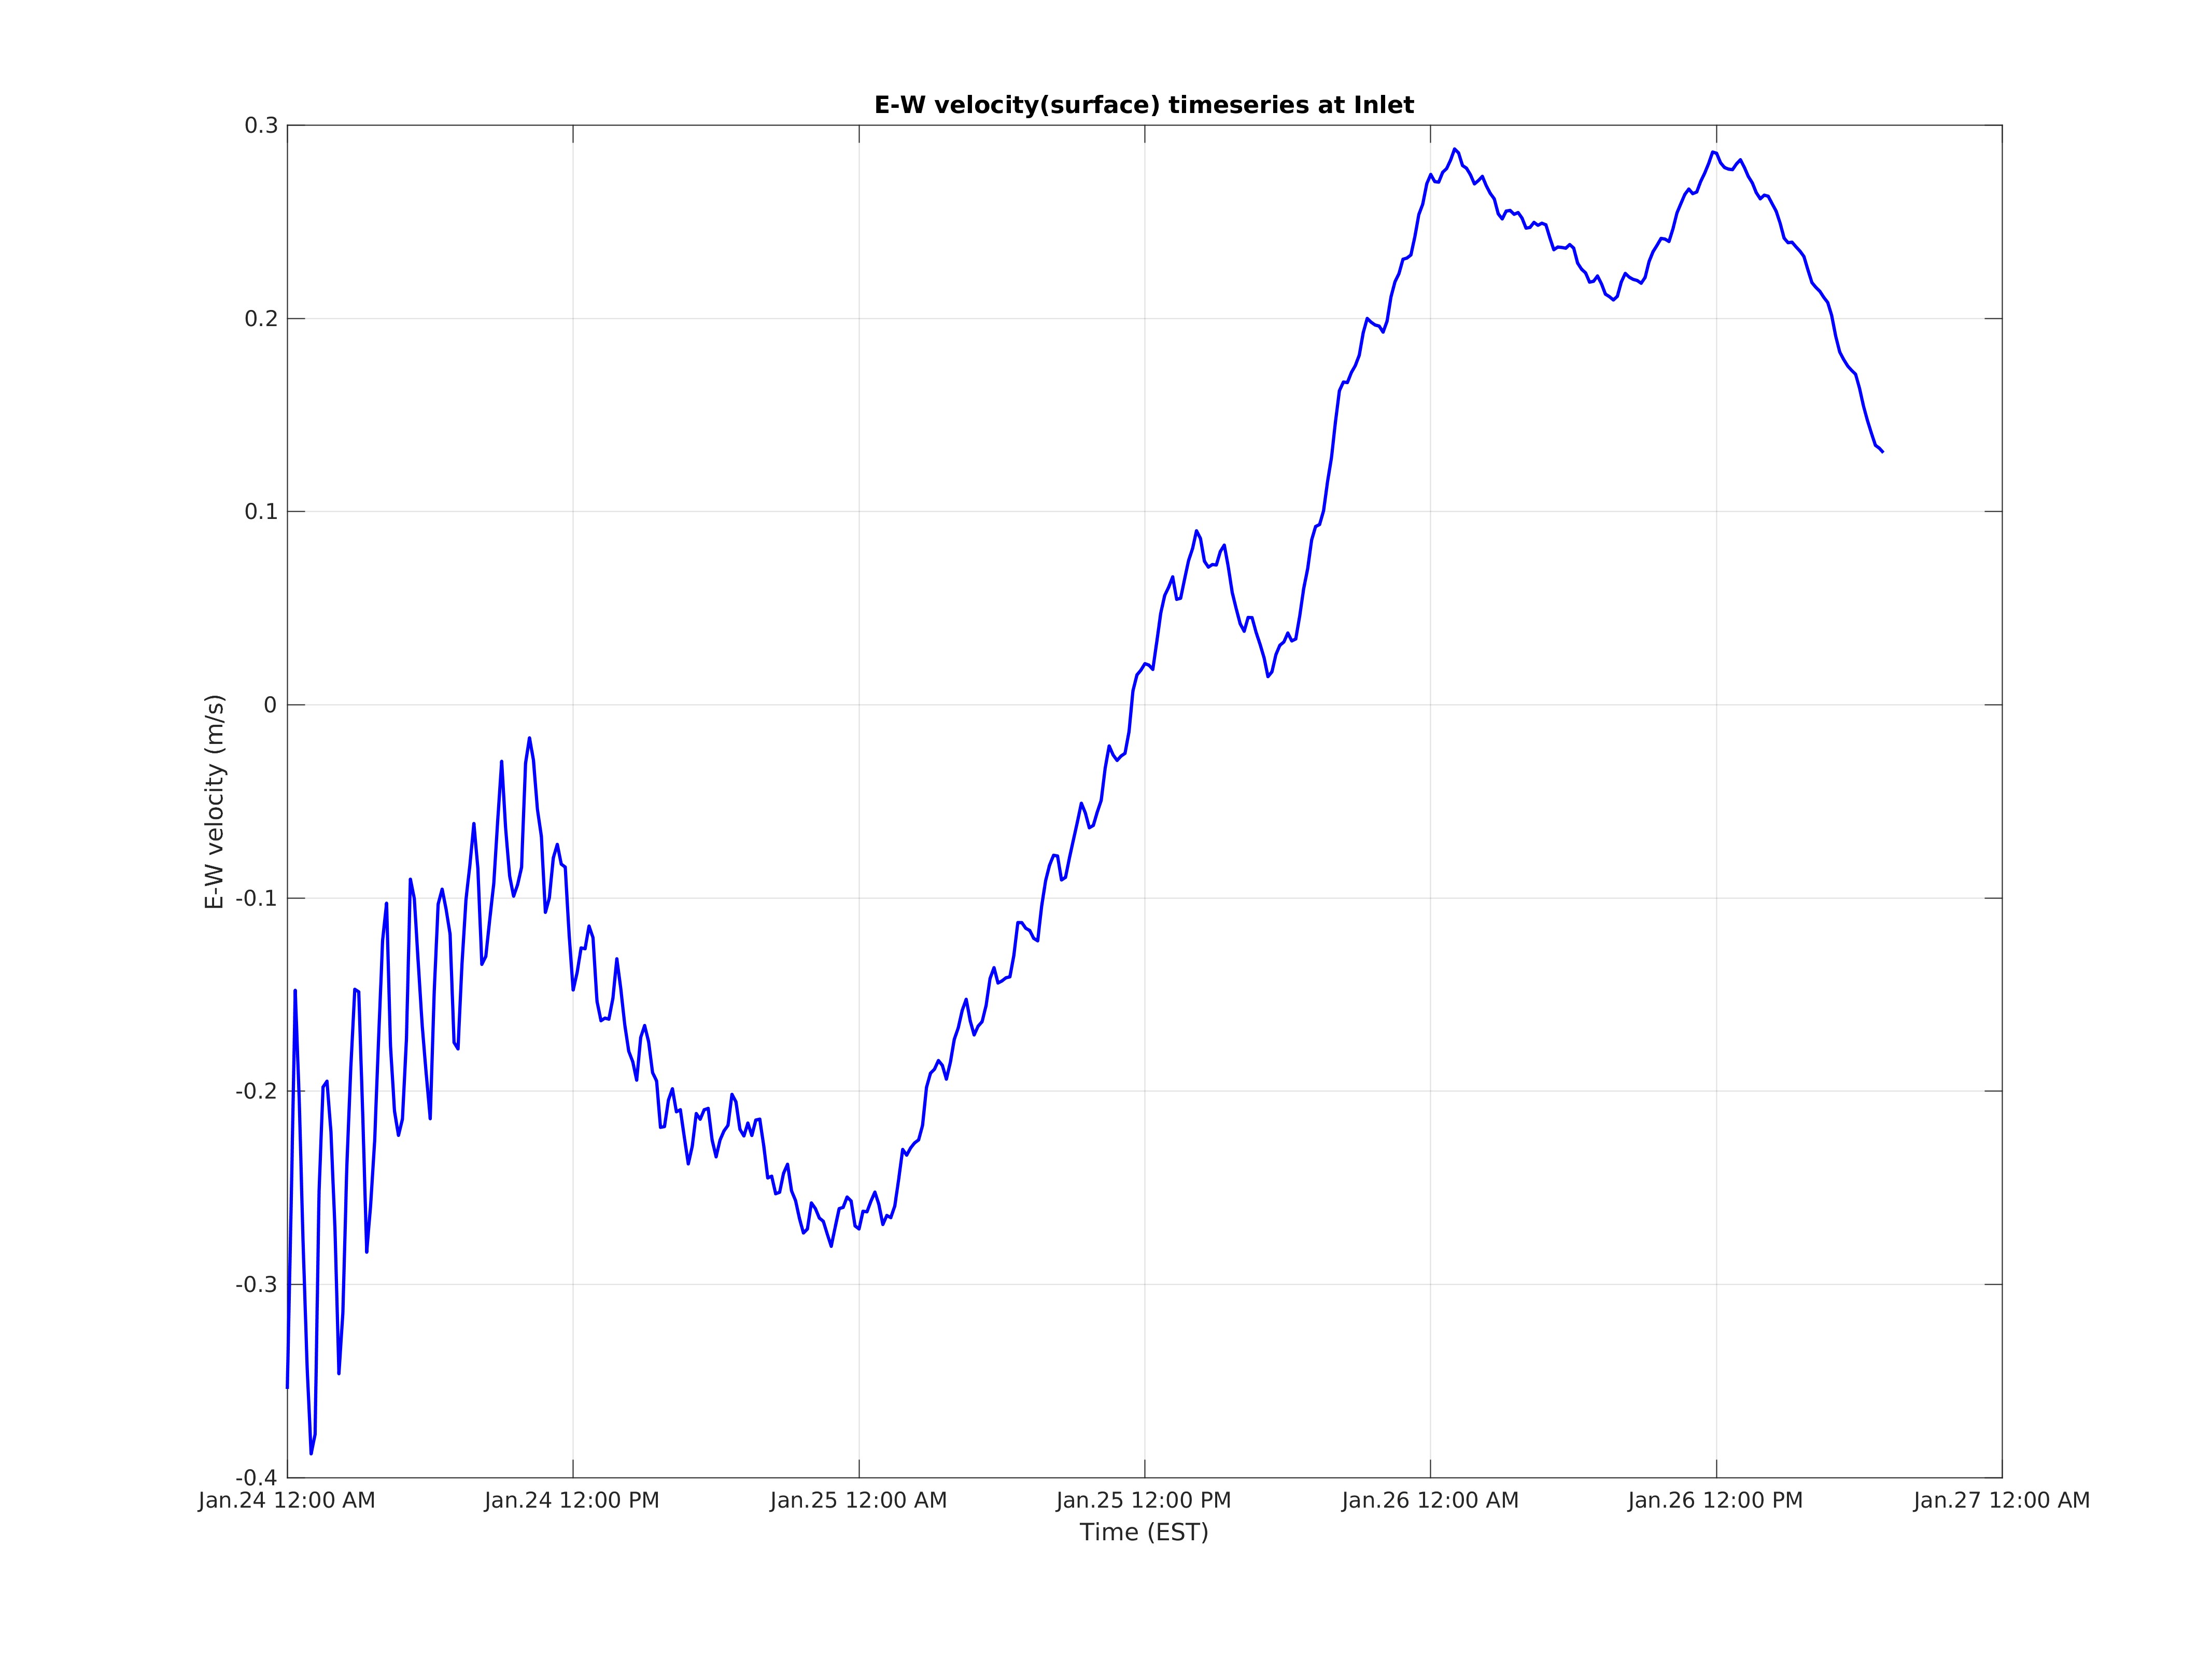 E-W velocity(surface) timeseries at Inlet
0.3
0.2
0.1
0
-0.1
-0.2
-0.3
-0.4
E-W velocity (m/s)
Jan.24 12:00 AM Jan.24 12:00 PM Jan.25 12:00 AM Jan.25 12:00 PM Jan.26 12:00 AM Jan.26 12:00 PM Jan.27 12:00 AM
Time (EST)